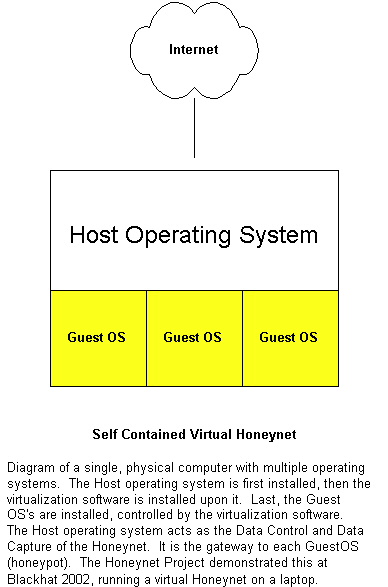 Internet
Host Operating System
Guest OS Guest OS Guest OS
Self Contained Virtual Honeynet
Diagram of a single, physical computer with multiple operating
systems.  The Host operating system is first installed, then the
virtualization software is installed upon it.  Last, the Guest
OS's are installed, controlled by the virtualization software.
The Host operating system acts as the Data Control and Data
Capture of the Honeynet.  It is the gateway to each GuestOS
(honeypot).  The Honeynet Project demonstrated this at
Blackhat 2002, running a virtual Honeynet on a laptop.